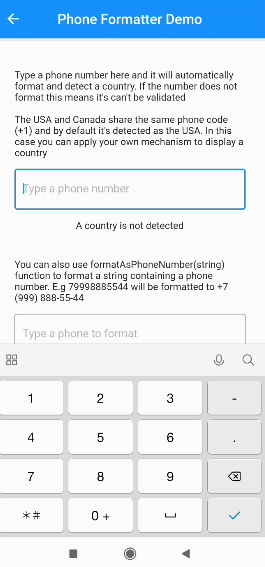 Phone Formatter Demo
Type a phone number here and it will automatically
format and detect a country. If the number does not
format this means it's can't be validated
The USA and Canada share the same phone code
(+1) and by default it's detected as the USA. In this
case you can apply your own mechanism to display a
country
Type a phone number
A country is not detected
You can also use formatAsPhoneNumber(string)
function to format a string containing a phone
number. E.g 79998885544 will be formatted to +7
(999) 888-55-44
Type a phone to format
1 2 3 -
4 5 6 .
7 8 9
*# 0 +